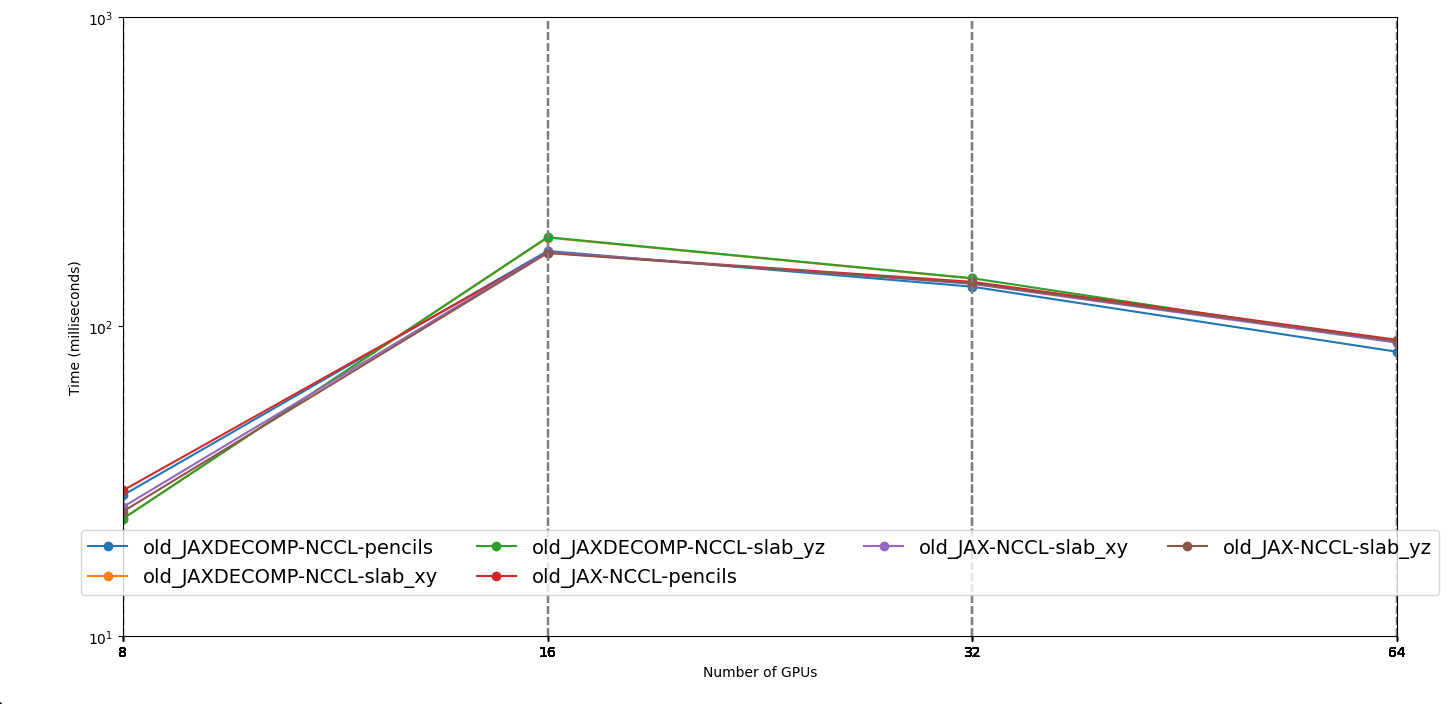 10³
10²
10¹
Time (milliseconds)
old_JAXDECOMP-NCCL-pencils
old_JAXDECOMP-NCCL-slab_xy
old_JAXDECOMP-NCCL-slab_yz
old_JAX-NCCL-pencils
old_JAX-NCCL-slab_xy
old_JAX-NCCL-slab_yz
8 16 32 64
Number of GPUs